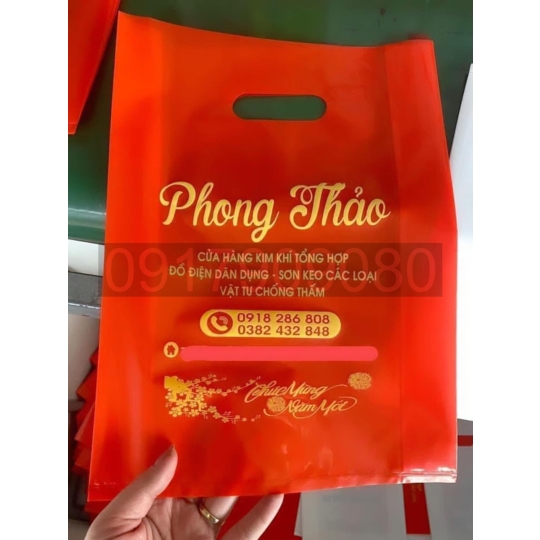 Phong Thảo
CỬA HÀNG KIM KHÍ TỔNG HỢP
ĐỒ ĐIỆN DÂN DỤNG - SƠN KEO CÁC LOẠI
VẬT TƯ CHỐNG THẤM
0918 286 808
0382 432 848
Chúc Mừng
Năm Mới